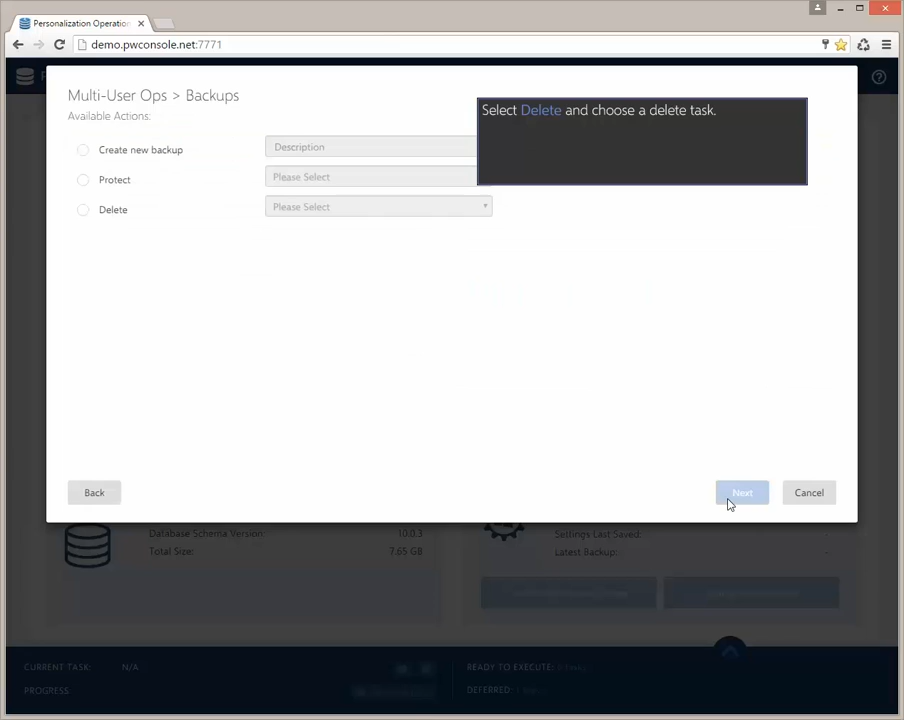 Personalization Operation
demo.pwconsole.net:7771
Multi-User Ops > Backups
Available Actions:
Select Delete and choose a delete task.
Create new backup
Description
Protect
Please Select
Delete
Please Select
Back
Next
Cancel
Database Schema Version
10.0.3
Settings Last Saved:
-
Total Size:
7.65 GB
Latest Backup:
-
CURRENT TASK:
N/A
READY TO EXECUTE:
PROGRESS
DEFERRED: